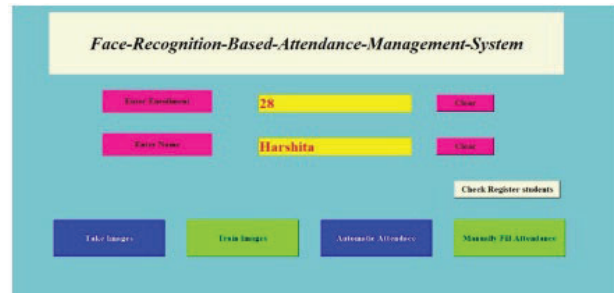 Face-Recognition-Based-Attendance-Management-System
Enter Enrollment 28 Clear
Enter Name Harshita Clear
Check Register students
Take Images Train Images Automatic Attendace Manually Fill Attendance